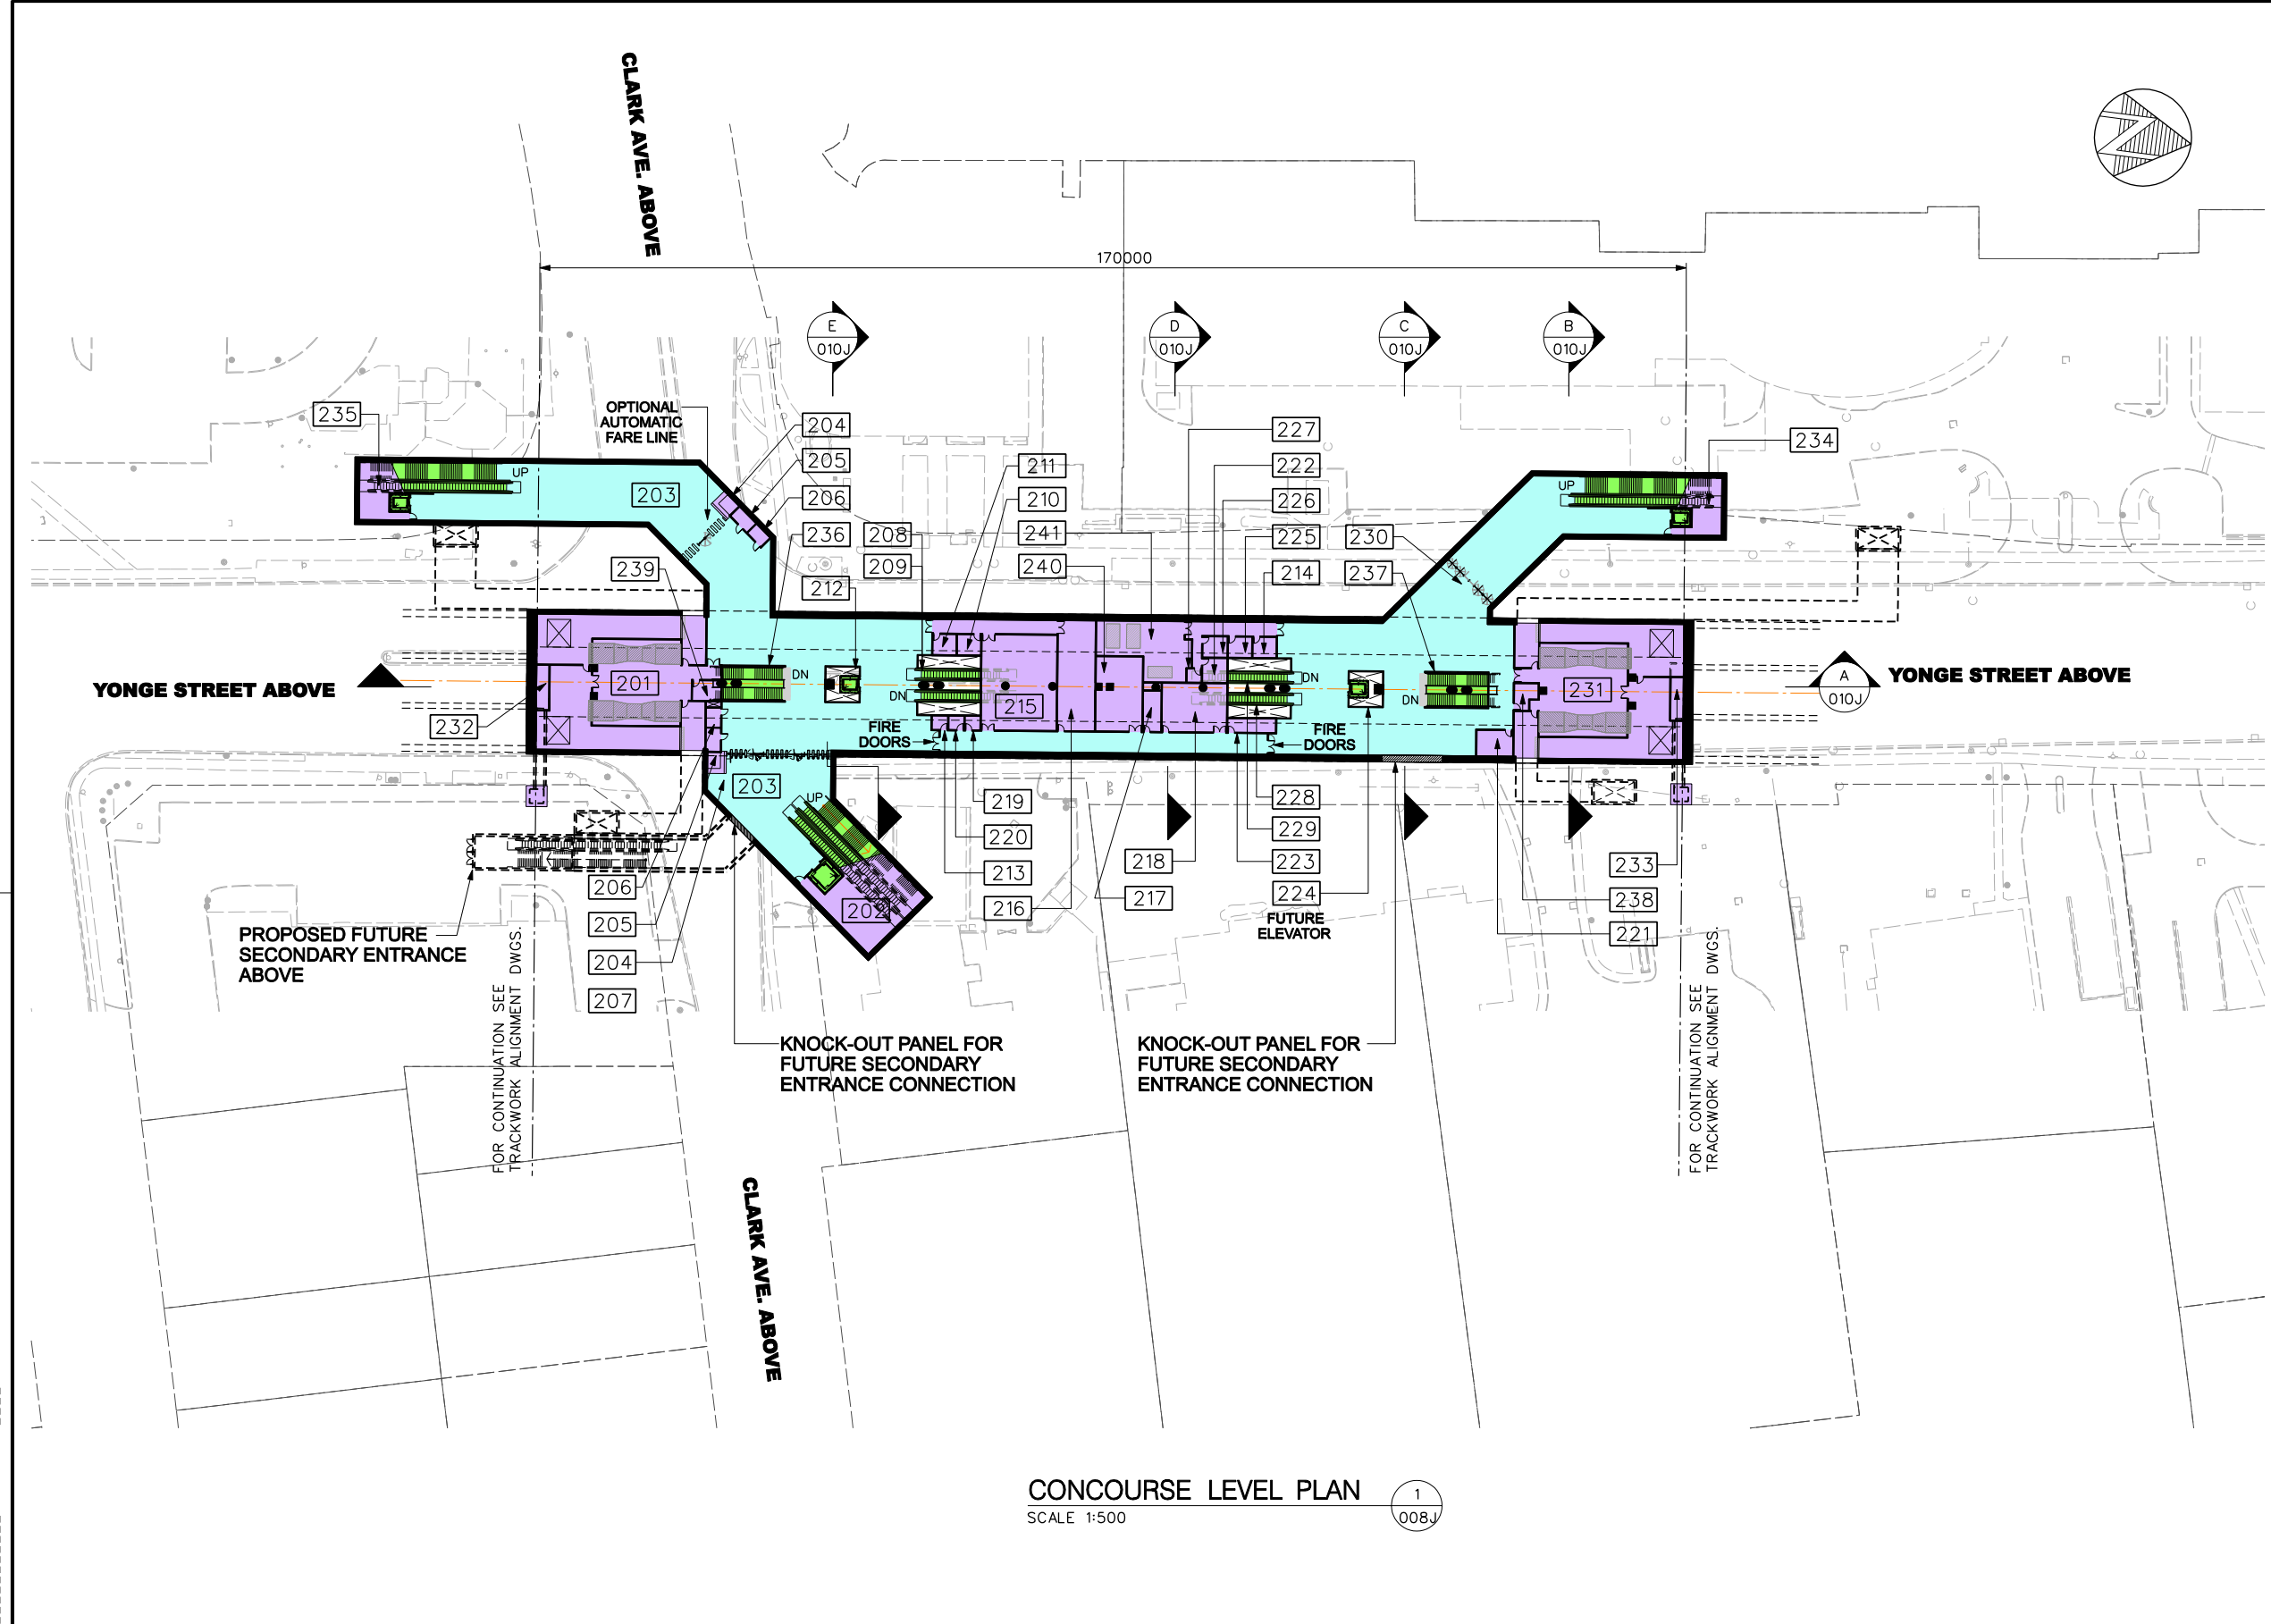 CLARK AVE. ABOVE
170000
E
010J
D
010J
C
010J
B
010J
235
OPTIONAL
AUTOMATIC
FARE LINE
204
205
206
236
212
208
209
211
210
241
240
227
222
226
225
214
230
237
234
UP
203
UP
239
YONGE STREET ABOVE
201
232
DN
DN
215
DN
DN
231
A
010J
YONGE STREET ABOVE
FIRE
DOORS
FIRE
DOORS
203
UP
202
219
220
213
216
218
217
228
229
223
224
FUTURE
ELEVATOR
233
238
221
206
205
204
207
PROPOSED FUTURE
SECONDARY ENTRANCE
ABOVE
FOR CONTINUATION SEE
TRACKWORK ALIGNMENT DWGS.
KNOCK-OUT PANEL FOR
FUTURE SECONDARY
ENTRANCE CONNECTION
KNOCK-OUT PANEL FOR
FUTURE SECONDARY
ENTRANCE CONNECTION
FOR CONTINUATION SEE
TRACKWORK ALIGNMENT DWGS.
CLARK AVE. ABOVE
CONCOURSE LEVEL PLAN
SCALE 1:500
1
008J